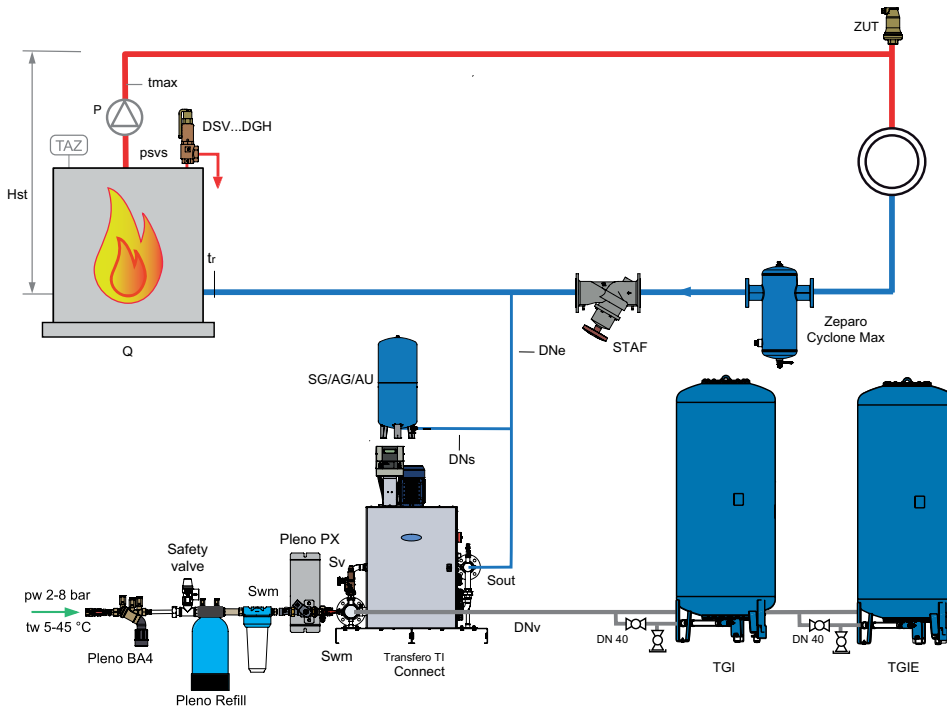 ZUT
tmax
P
DSV...DGH
TAZ
psvs
Hst
tr
Zeparo
Cyclone Max
STAF
DNe
Q
SG/AG/AU
DNs
Pleno PX
Safety
valve
Sv
Swm
Sout
pw 2-8 bar
tw 5-45 °C
DNv
DN 40
DN 40
Pleno BA4
Swm
Transfero TI
Connect
TGI
TGIE
Pleno Refill